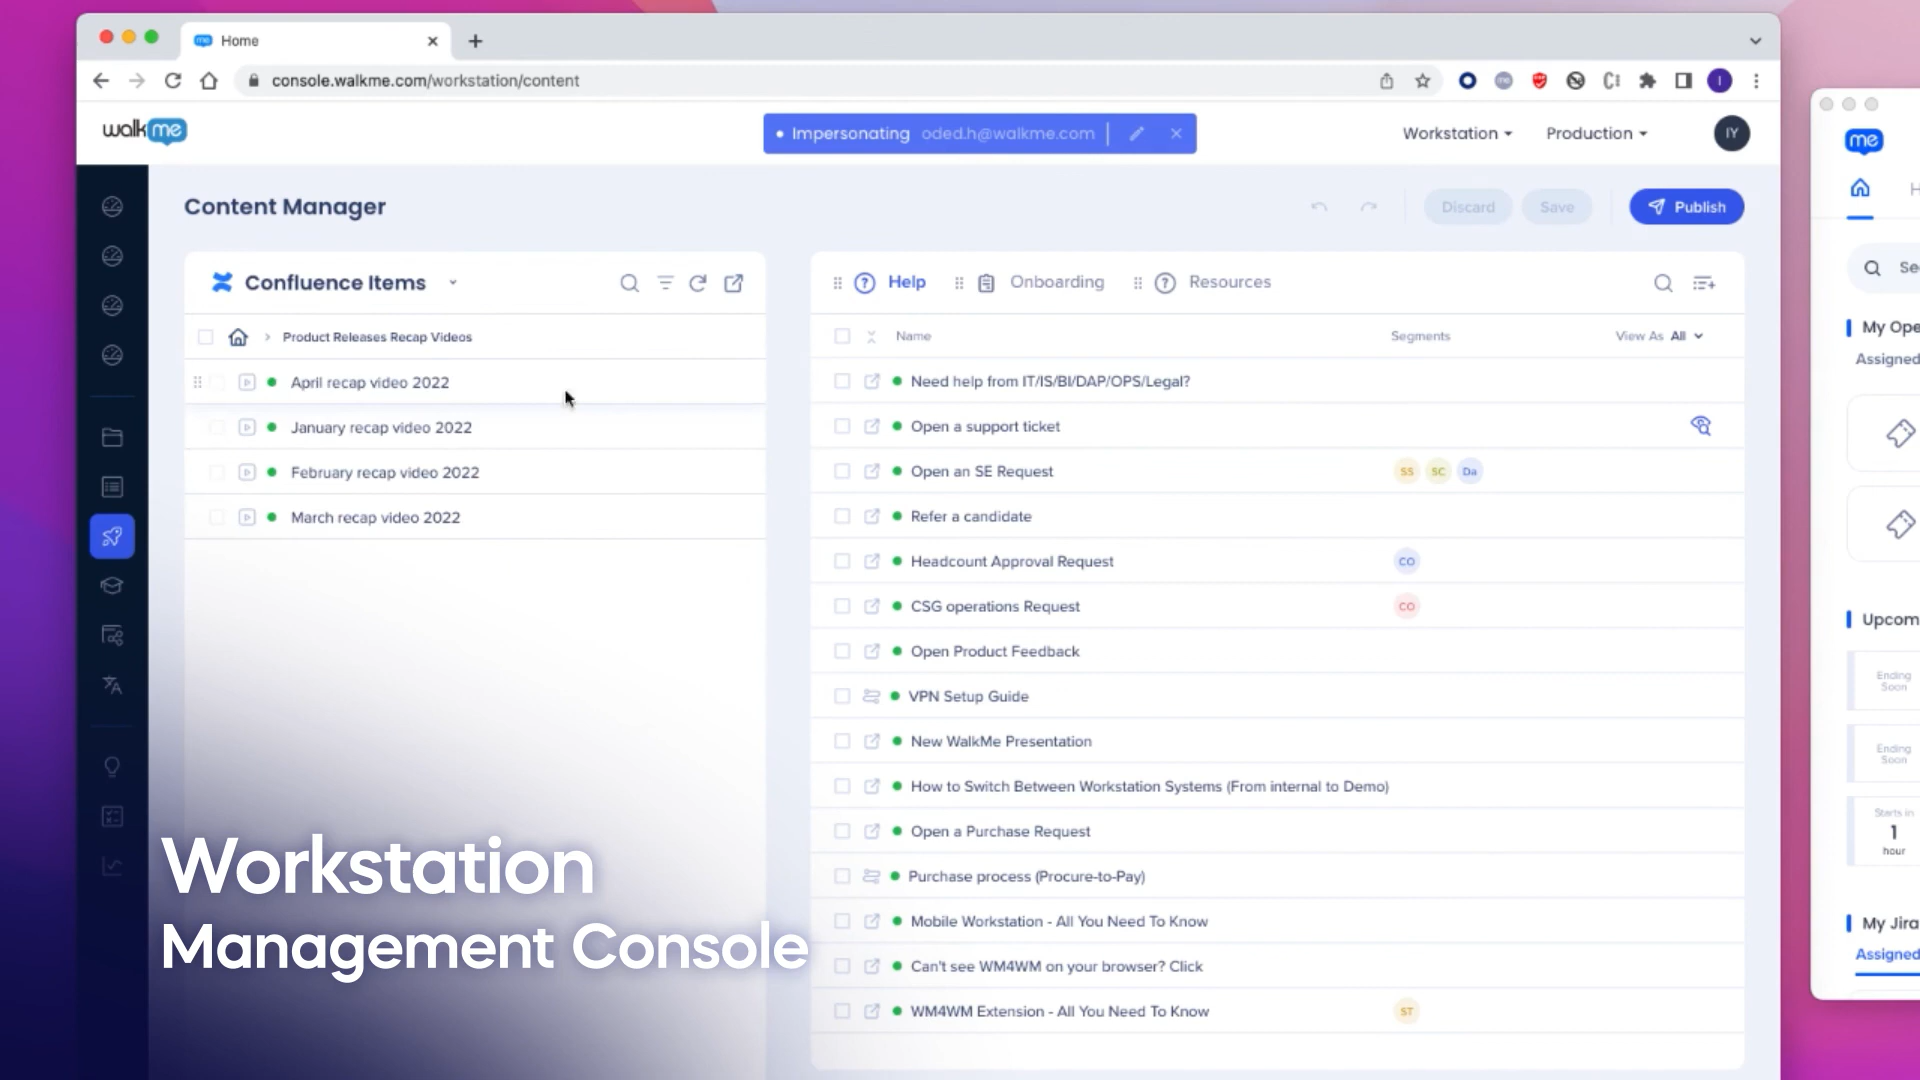 Home
console.walkme.com/workstation/content
walk me
Impersonating oded.h@walkme.com
Workstation
Production
IY
me
Content Manager
Discard
Save
Publish
Confluence Items
Help
Onboarding
Resources
Product Releases Recap Videos
April recap video 2022
January recap video 2022
February recap video 2022
March recap video 2022
Name
Segments
View As All
Need help from IT/IS/BI/DAP/OPS/Legal?
Open a support ticket
Open an SE Request
SS SC Da
Refer a candidate
Headcount Approval Request
CO
CSG operations Request
CO
Open Product Feedback
VPN Setup Guide
New WalkMe Presentation
How to Switch Between Workstation Systems (From internal to Demo)
Open a Purchase Request
Purchase process (Procure-to-Pay)
Mobile Workstation - All You Need To Know
Can't see WM4WM on your browser? Click
WM4WM Extension - All You Need To Know
ST
Workstation
Management Console
H
Se
My Ope
Assigned
Upcom
Ending
Soon
Ending
Soon
Starts in
1
hour
My Jira
Assigned